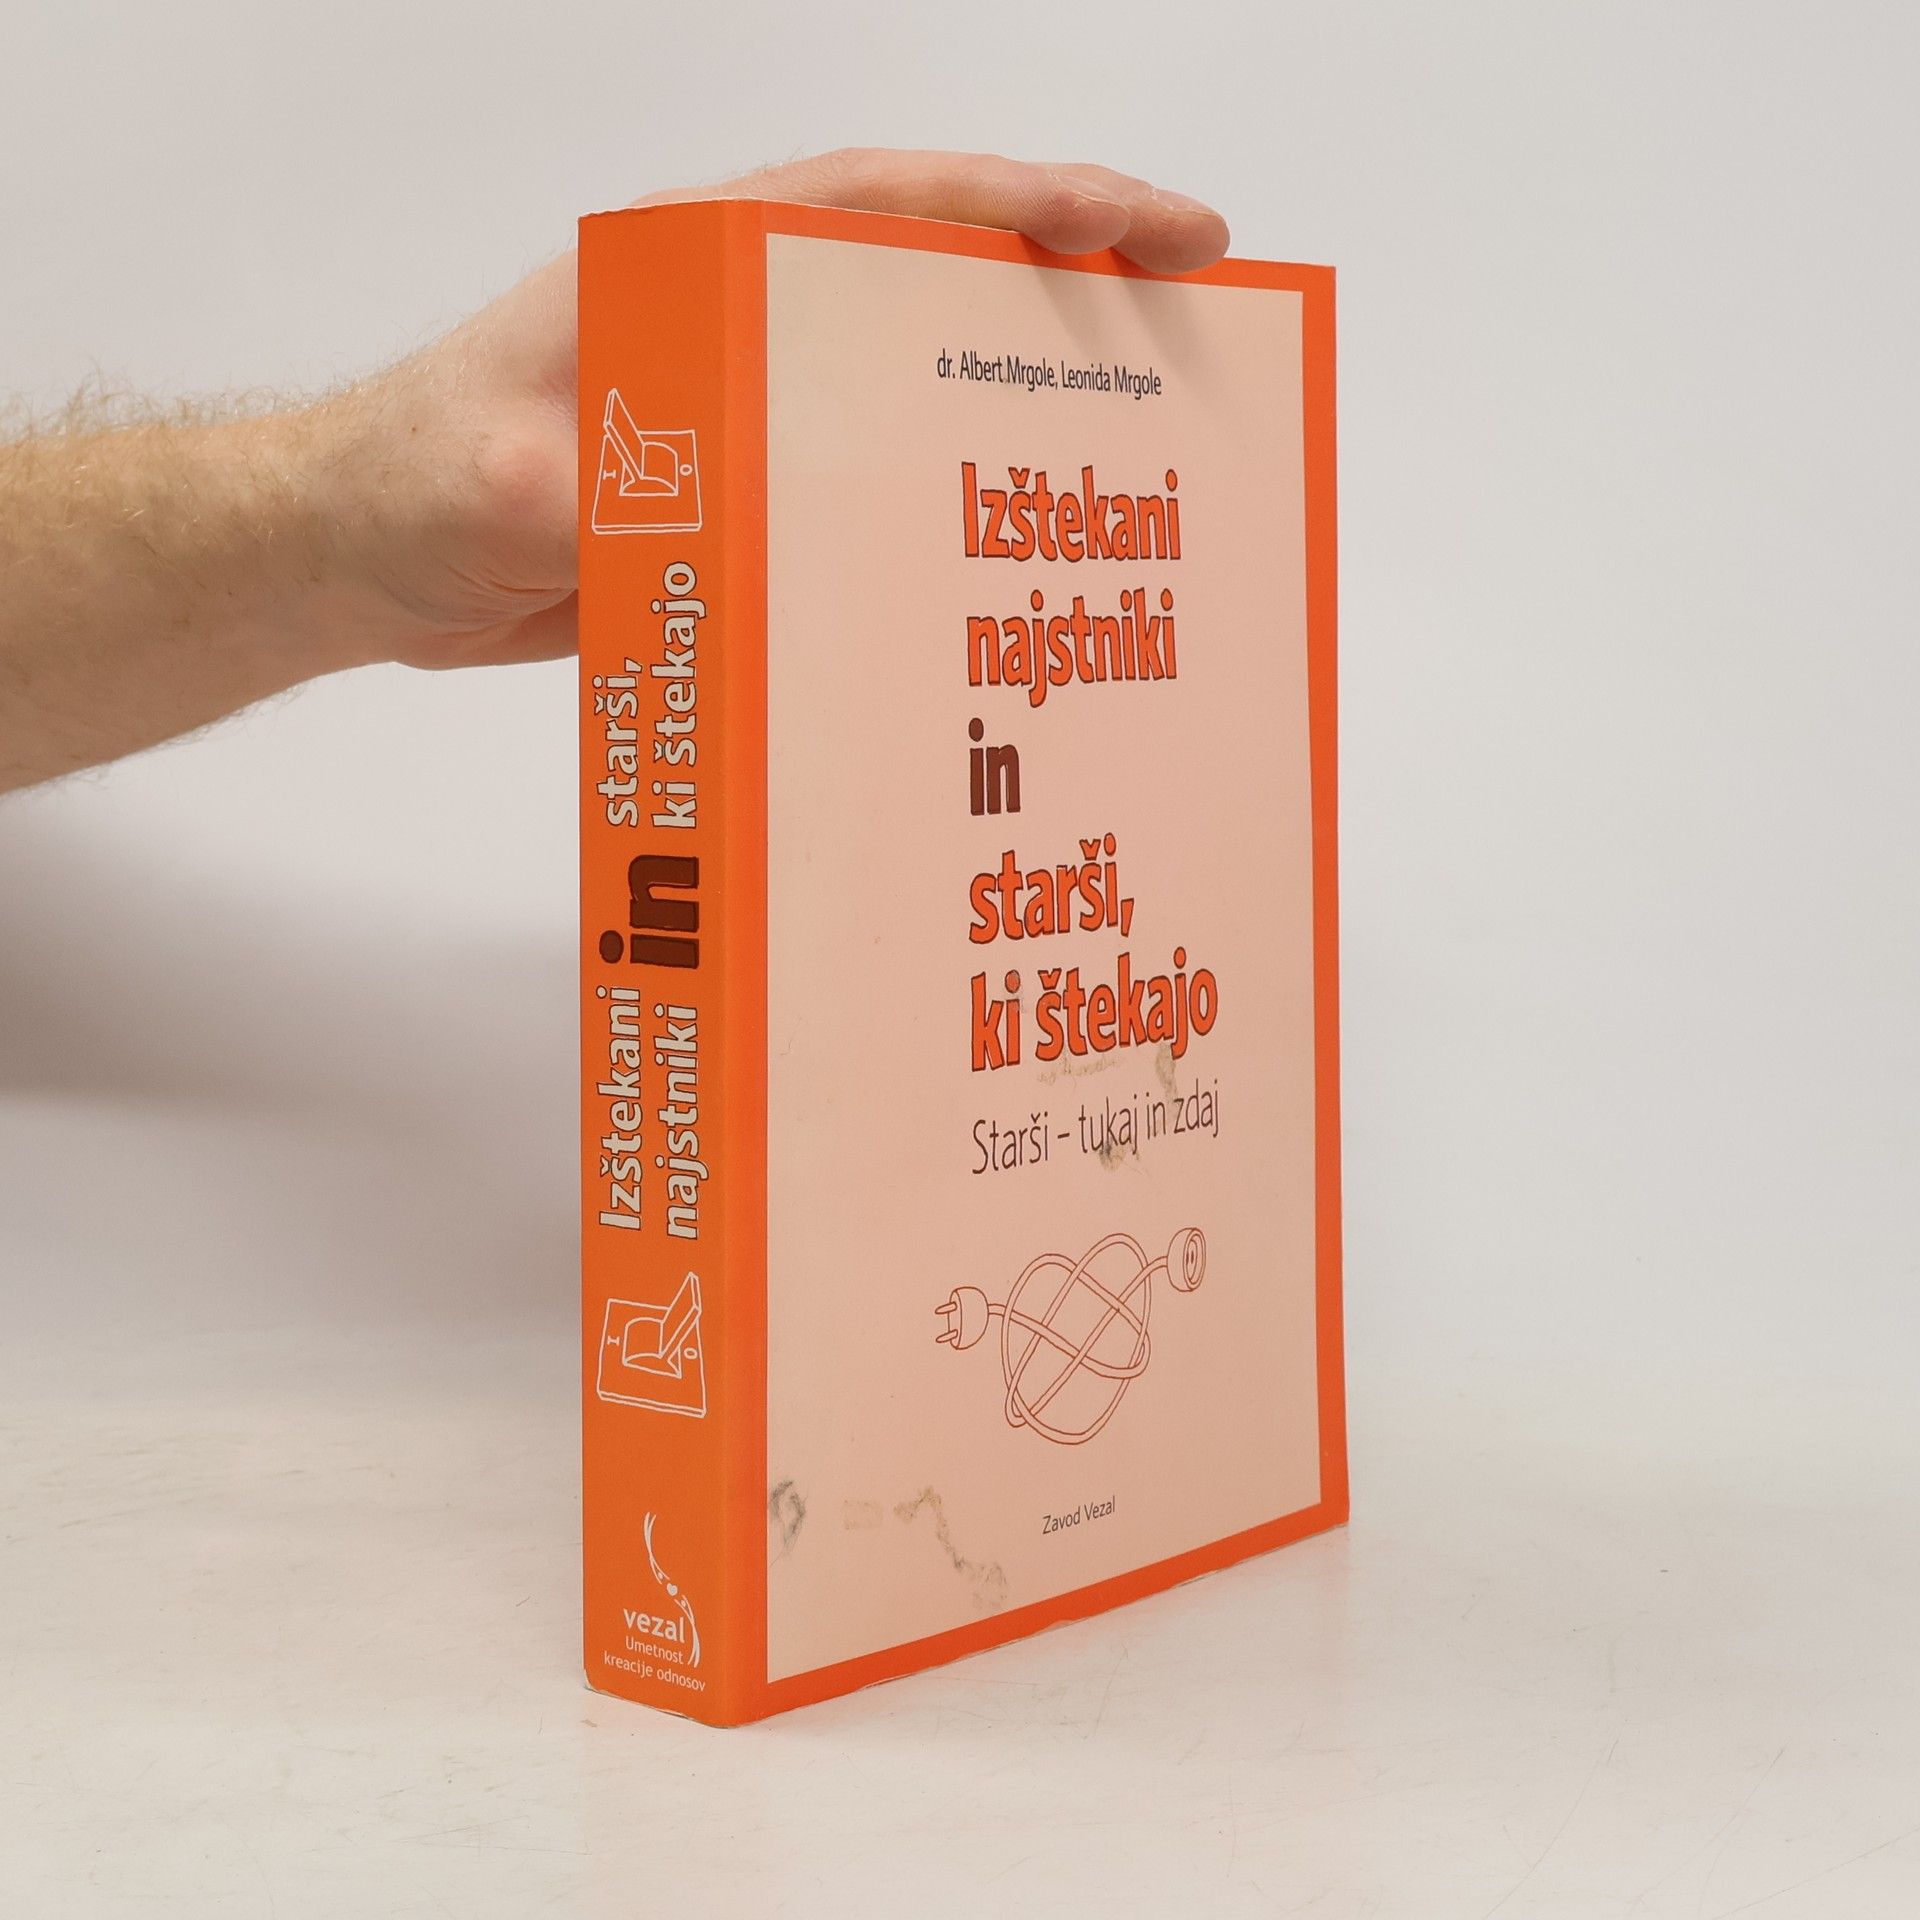 dr. Albert Mrgole, Leonida Mrgole
Izštekani
najstniki
in
starši,
ki štekajo
Starši – tukaj in zdaj
Zavod Vezal
Izštekani
najstniki
in
starši,
ki štekajo
I
O
I
O
vezal
Umetnost
kreacije odnosov